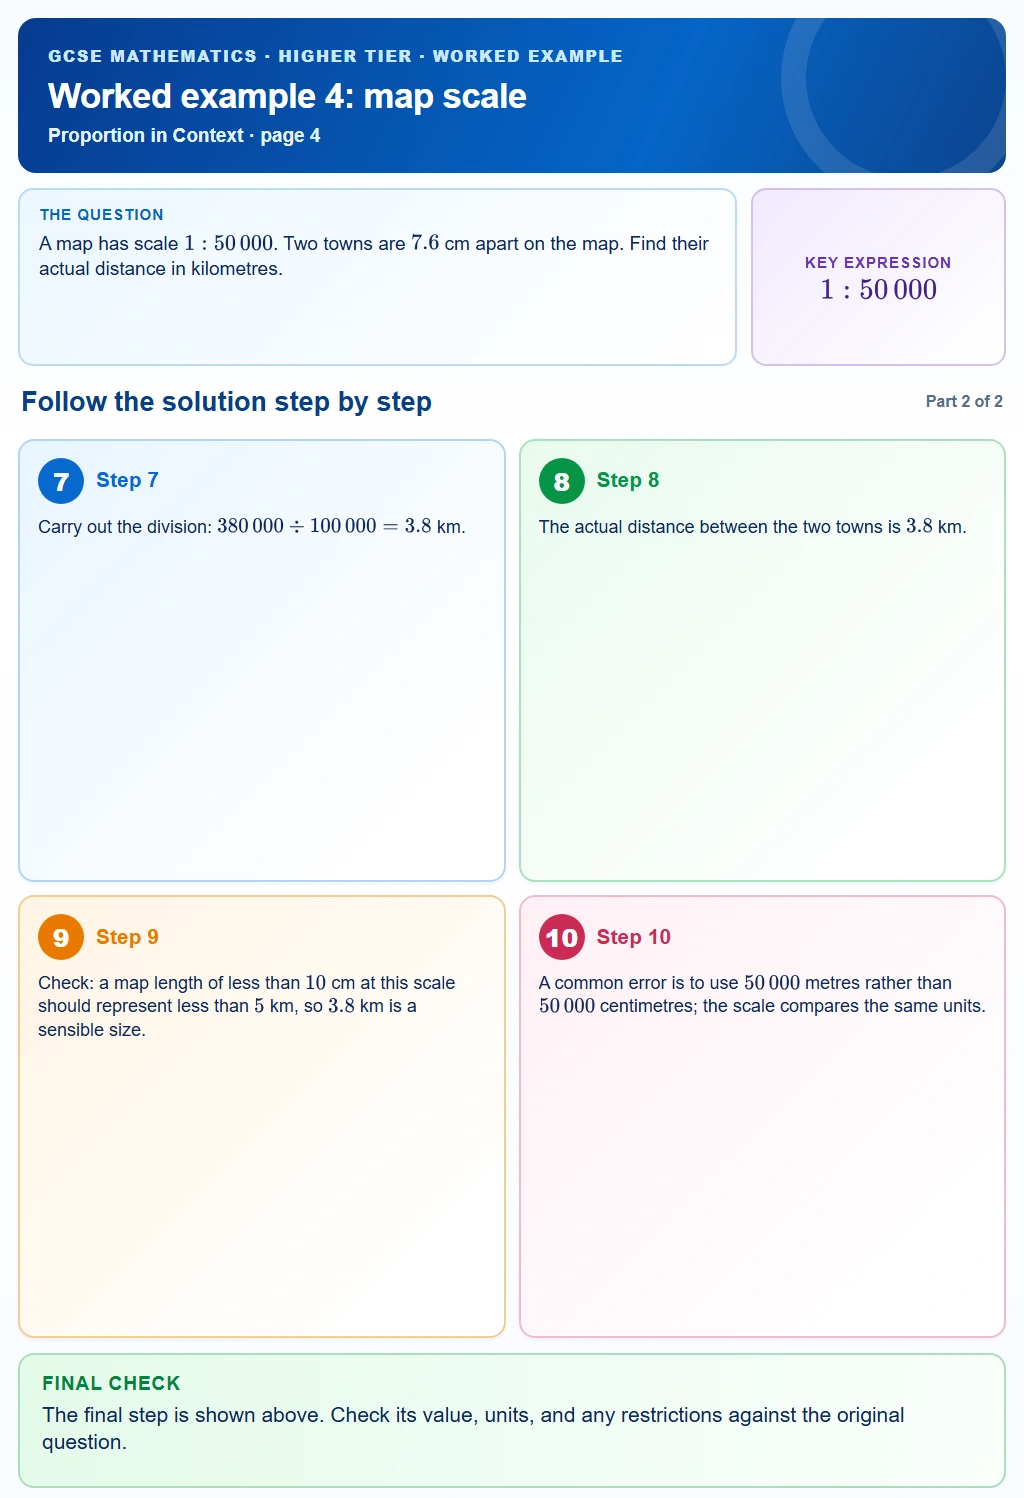 GCSE MATHEMATICS · HIGHER TIER · WORKED EXAMPLE
Worked example 4: map scale
Proportion in Context · page 4
THE QUESTION
A map has scale 1 : 50 000. Two towns are 7.6 cm apart on the map. Find their
actual distance in kilometres.
KEY EXPRESSION
1 : 50 000
Follow the solution step by step
Part 2 of 2
7
Step 7
Carry out the division: 380 000 ÷ 100 000 = 3.8 km.
8
Step 8
The actual distance between the two towns is 3.8 km.
9
Step 9
Check: a map length of less than 10 cm at this scale
should represent less than 5 km, so 3.8 km is a
sensible size.
10
Step 10
A common error is to use 50 000 metres rather than
50 000 centimetres; the scale compares the same units.
FINAL CHECK
The final step is shown above. Check its value, units, and any restrictions against the original
question.